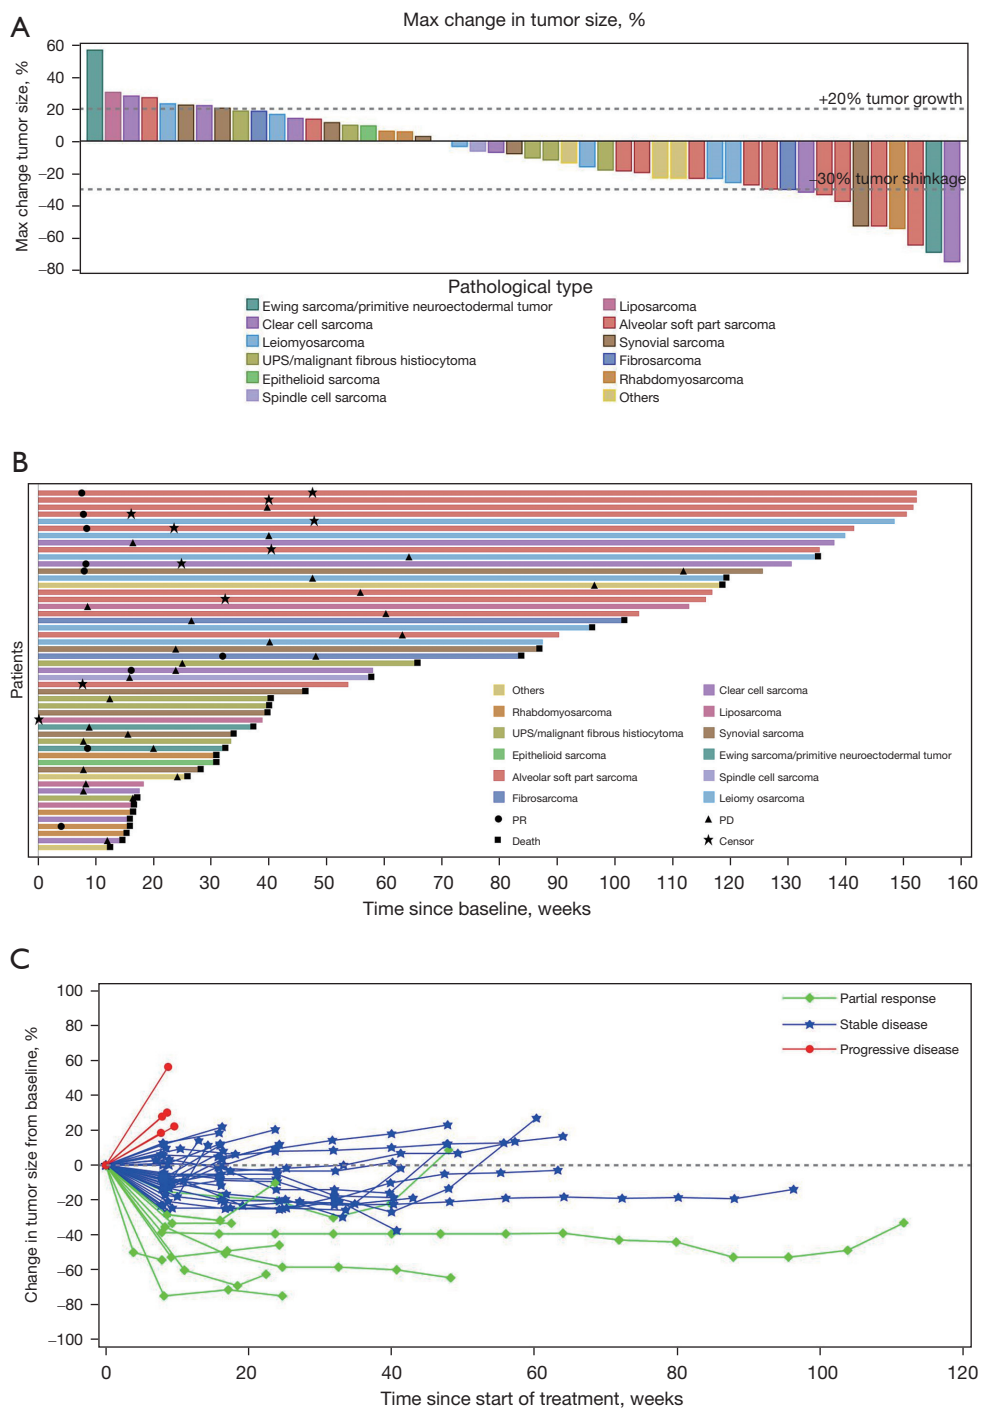 A
Max change in tumor size, %
Max change tumor size, %
60
40
20
0
−20
−40
−60
−80
+20% tumor growth
−30% tumor shinkage
Pathological type
Ewing sarcoma/primitive neuroectodermal tumor
Clear cell sarcoma
Leiomyosarcoma
UPS/malignant fibrous histiocytoma
Epithelioid sarcoma
Spindle cell sarcoma
Liposarcoma
Alveolar soft part sarcoma
Synovial sarcoma
Fibrosarcoma
Rhabdomyosarcoma
Others
B
Patients
Others
Rhabdomyosarcoma
UPS/malignant fibrous histiocytoma
Epithelioid sarcoma
Alveolar soft part sarcoma
Fibrosarcoma
PR
Death
Clear cell sarcoma
Liposarcoma
Synovial sarcoma
Ewing sarcoma/primitive neuroectodermal tumor
Spindle cell sarcoma
Leiomy osarcoma
PD
Censor
0 10 20 30 40 50 60 70 80 90 100 110 120 130 140 150 160
Time since baseline, weeks
C
Change in tumor size from baseline, %
100
80
60
40
20
0
−20
−40
−60
−80
−100
Partial response
Stable disease
Progressive disease
0 20 40 60 80 100 120
Time since start of treatment, weeks